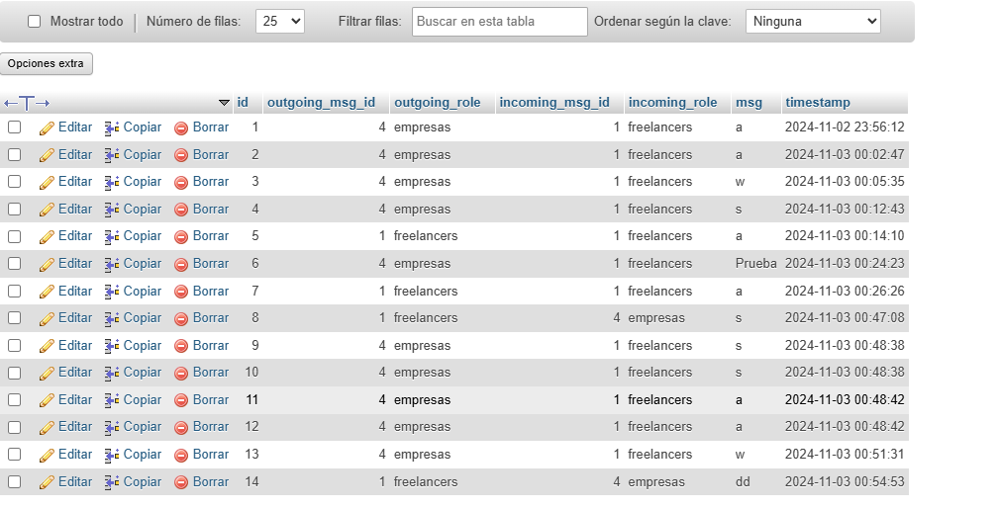 Mostrar todo Número de filas: 25 Filtrar filas: Buscar en esta tabla Ordenar según la clave: Ninguna
Opciones extra
←T→ id outgoing_msg_id outgoing_role incoming_msg_id incoming_role msg timestamp
Editar Copiar Borrar 1 4 empresas 1 freelancers a 2024-11-02 23:56:12
Editar Copiar Borrar 2 4 empresas 1 freelancers a 2024-11-03 00:02:47
Editar Copiar Borrar 3 4 empresas 1 freelancers w 2024-11-03 00:05:35
Editar Copiar Borrar 4 4 empresas 1 freelancers s 2024-11-03 00:12:43
Editar Copiar Borrar 5 1 freelancers 1 freelancers a 2024-11-03 00:14:10
Editar Copiar Borrar 6 4 empresas 1 freelancers Prueba 2024-11-03 00:24:23
Editar Copiar Borrar 7 1 freelancers 1 freelancers a 2024-11-03 00:26:26
Editar Copiar Borrar 8 1 freelancers 4 empresas s 2024-11-03 00:47:08
Editar Copiar Borrar 9 4 empresas 1 freelancers s 2024-11-03 00:48:38
Editar Copiar Borrar 10 4 empresas 1 freelancers s 2024-11-03 00:48:38
Editar Copiar Borrar 11 4 empresas 1 freelancers a 2024-11-03 00:48:42
Editar Copiar Borrar 12 4 empresas 1 freelancers a 2024-11-03 00:48:42
Editar Copiar Borrar 13 4 empresas 1 freelancers w 2024-11-03 00:51:31
Editar Copiar Borrar 14 1 freelancers 4 empresas dd 2024-11-03 00:54:53